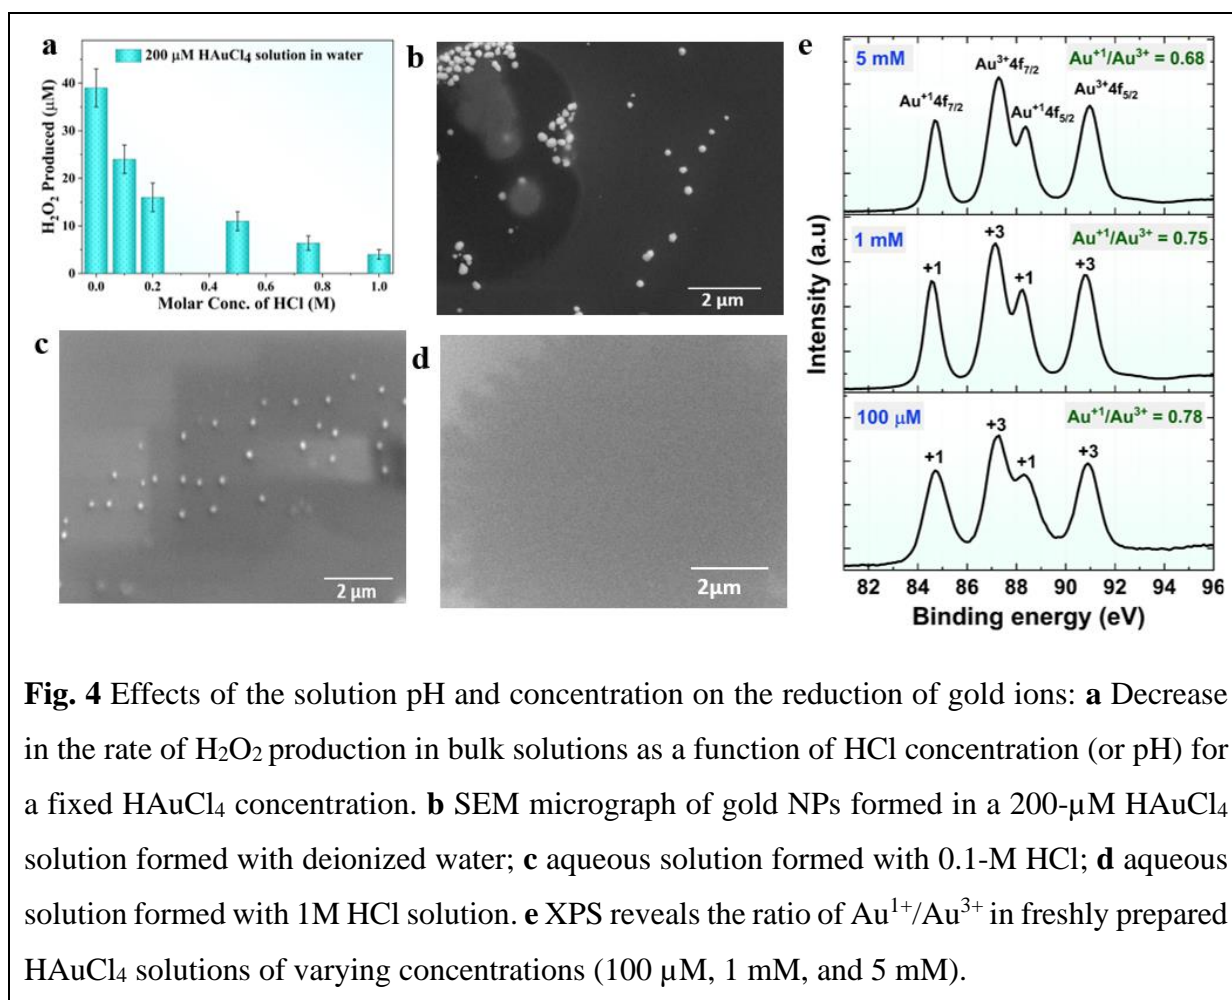 a
200 µM HAuCl4 solution in water
H₂O₂ Produced (µM)
40
30
20
10
0
0.0 0.2 0.4 0.6 0.8 1.0
Molar Conc. of HCl (M)
b
2 µm
c
2 µm
d
2µm
e
5 mM
Au⁺¹/Au³⁺ = 0.68
Au⁺¹4f₇/₂
Au³⁺4f₇/₂
Au⁺¹4f₅/₂
Au³⁺4f₅/₂
1 mM
Au⁺¹/Au³⁺ = 0.75
+1
+3
+1
+3
100 µM
Au⁺¹/Au³⁺ = 0.78
+1
+3
+1
+3
Intensity (a.u)
82 84 86 88 90 92 94 96
Binding energy (eV)
Fig. 4 Effects of the solution pH and concentration on the reduction of gold ions: a Decrease
in the rate of H₂O₂ production in bulk solutions as a function of HCl concentration (or pH) for
a fixed HAuCl₄ concentration. b SEM micrograph of gold NPs formed in a 200-µM HAuCl₄
solution formed with deionized water; c aqueous solution formed with 0.1-M HCl; d aqueous
solution formed with 1M HCl solution. e XPS reveals the ratio of Au¹⁺/Au³⁺ in freshly prepared
HAuCl₄ solutions of varying concentrations (100 µM, 1 mM, and 5 mM).